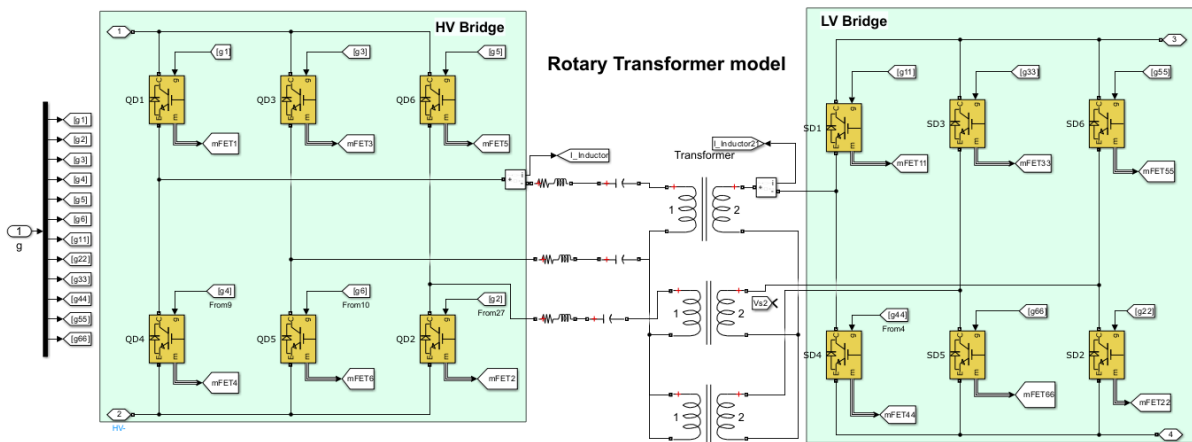 HV Bridge
LV Bridge
Rotary Transformer model
1
3
[g1]
[g3]
[g5]
[g11]
[g33]
[g55]
g
C
E
m
QD1
QD3
QD6
SD1
SD3
SD6
mFET1
mFET3
mFET5
mFET11
mFET33
mFET55
I_Inductor
I_Inductor21
Transformer
+
i
-
1
2
1
g
[g1]
[g2]
[g3]
[g4]
[g5]
[g6]
[g11]
[g22]
[g33]
[g44]
[g55]
[g66]
1
2
Vs2
[g4]
From9
[g6]
From10
[g2]
From27
[g44]
From4
[g66]
[g22]
QD4
QD5
QD2
SD4
SD5
SD2
mFET4
mFET6
mFET2
mFET44
mFET66
mFET22
1
2
2
HV-
4